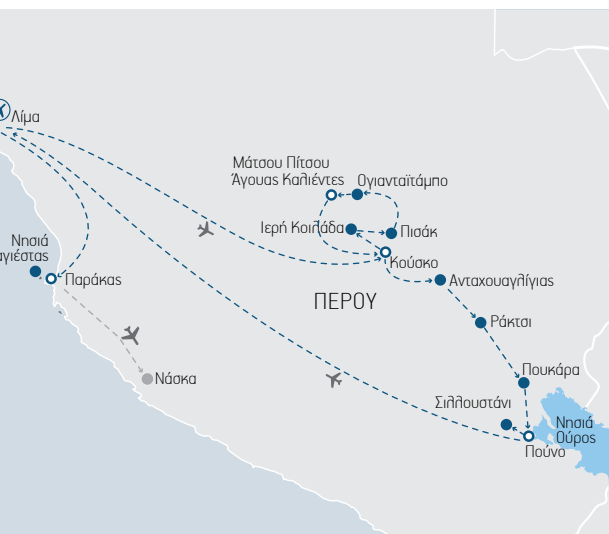 Λίμα
Μάτσου Πίτσου
Άγουας Καλιέντες
Ογιανταϊτάμπο
Ιερή Κοιλάδα
Πισάκ
Κούσκο
Νησιά
Παράκας
Ανταχουαγλίγιας
ΠΕΡΟΥ
Ράκτσι
Νάσκα
Πουκάρα
Σιλλουστάνι
Νησιά
Ούρος
Πούνο